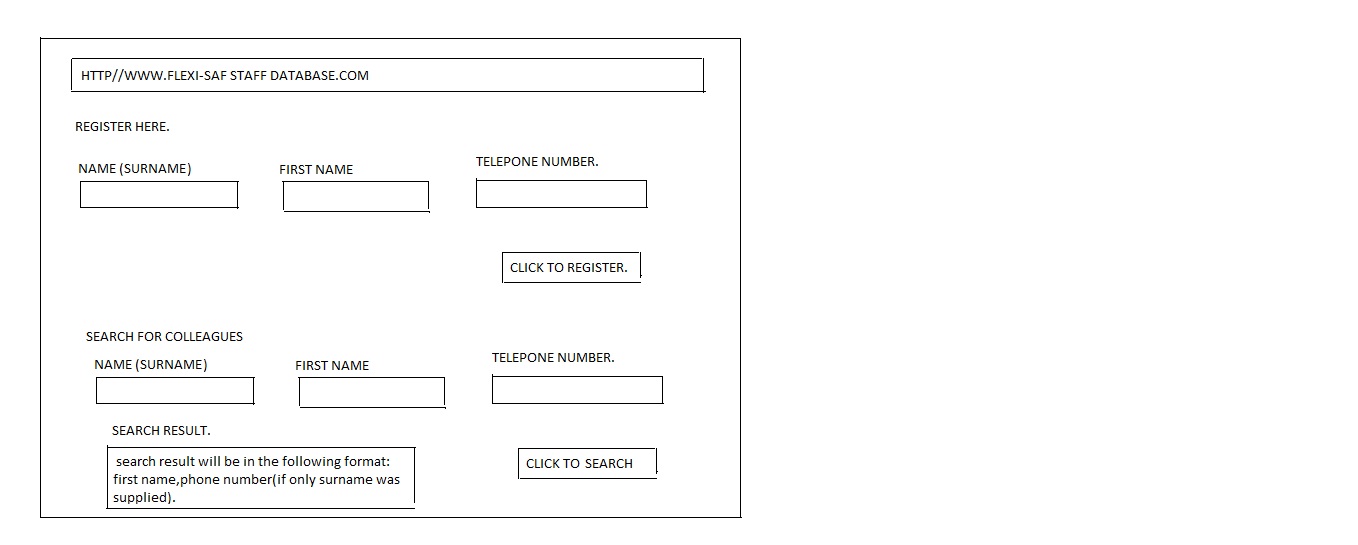 HTTP//WWW.FLEXI-SAF STAFF DATABASE.COM
REGISTER HERE.
NAME (SURNAME)
FIRST NAME
TELEPONE NUMBER.
CLICK TO REGISTER.
SEARCH FOR COLLEAGUES
NAME (SURNAME)
FIRST NAME
TELEPONE NUMBER.
SEARCH RESULT.
search result will be in the following format:
first name,phone number(if only surname was
supplied).
CLICK TO SEARCH